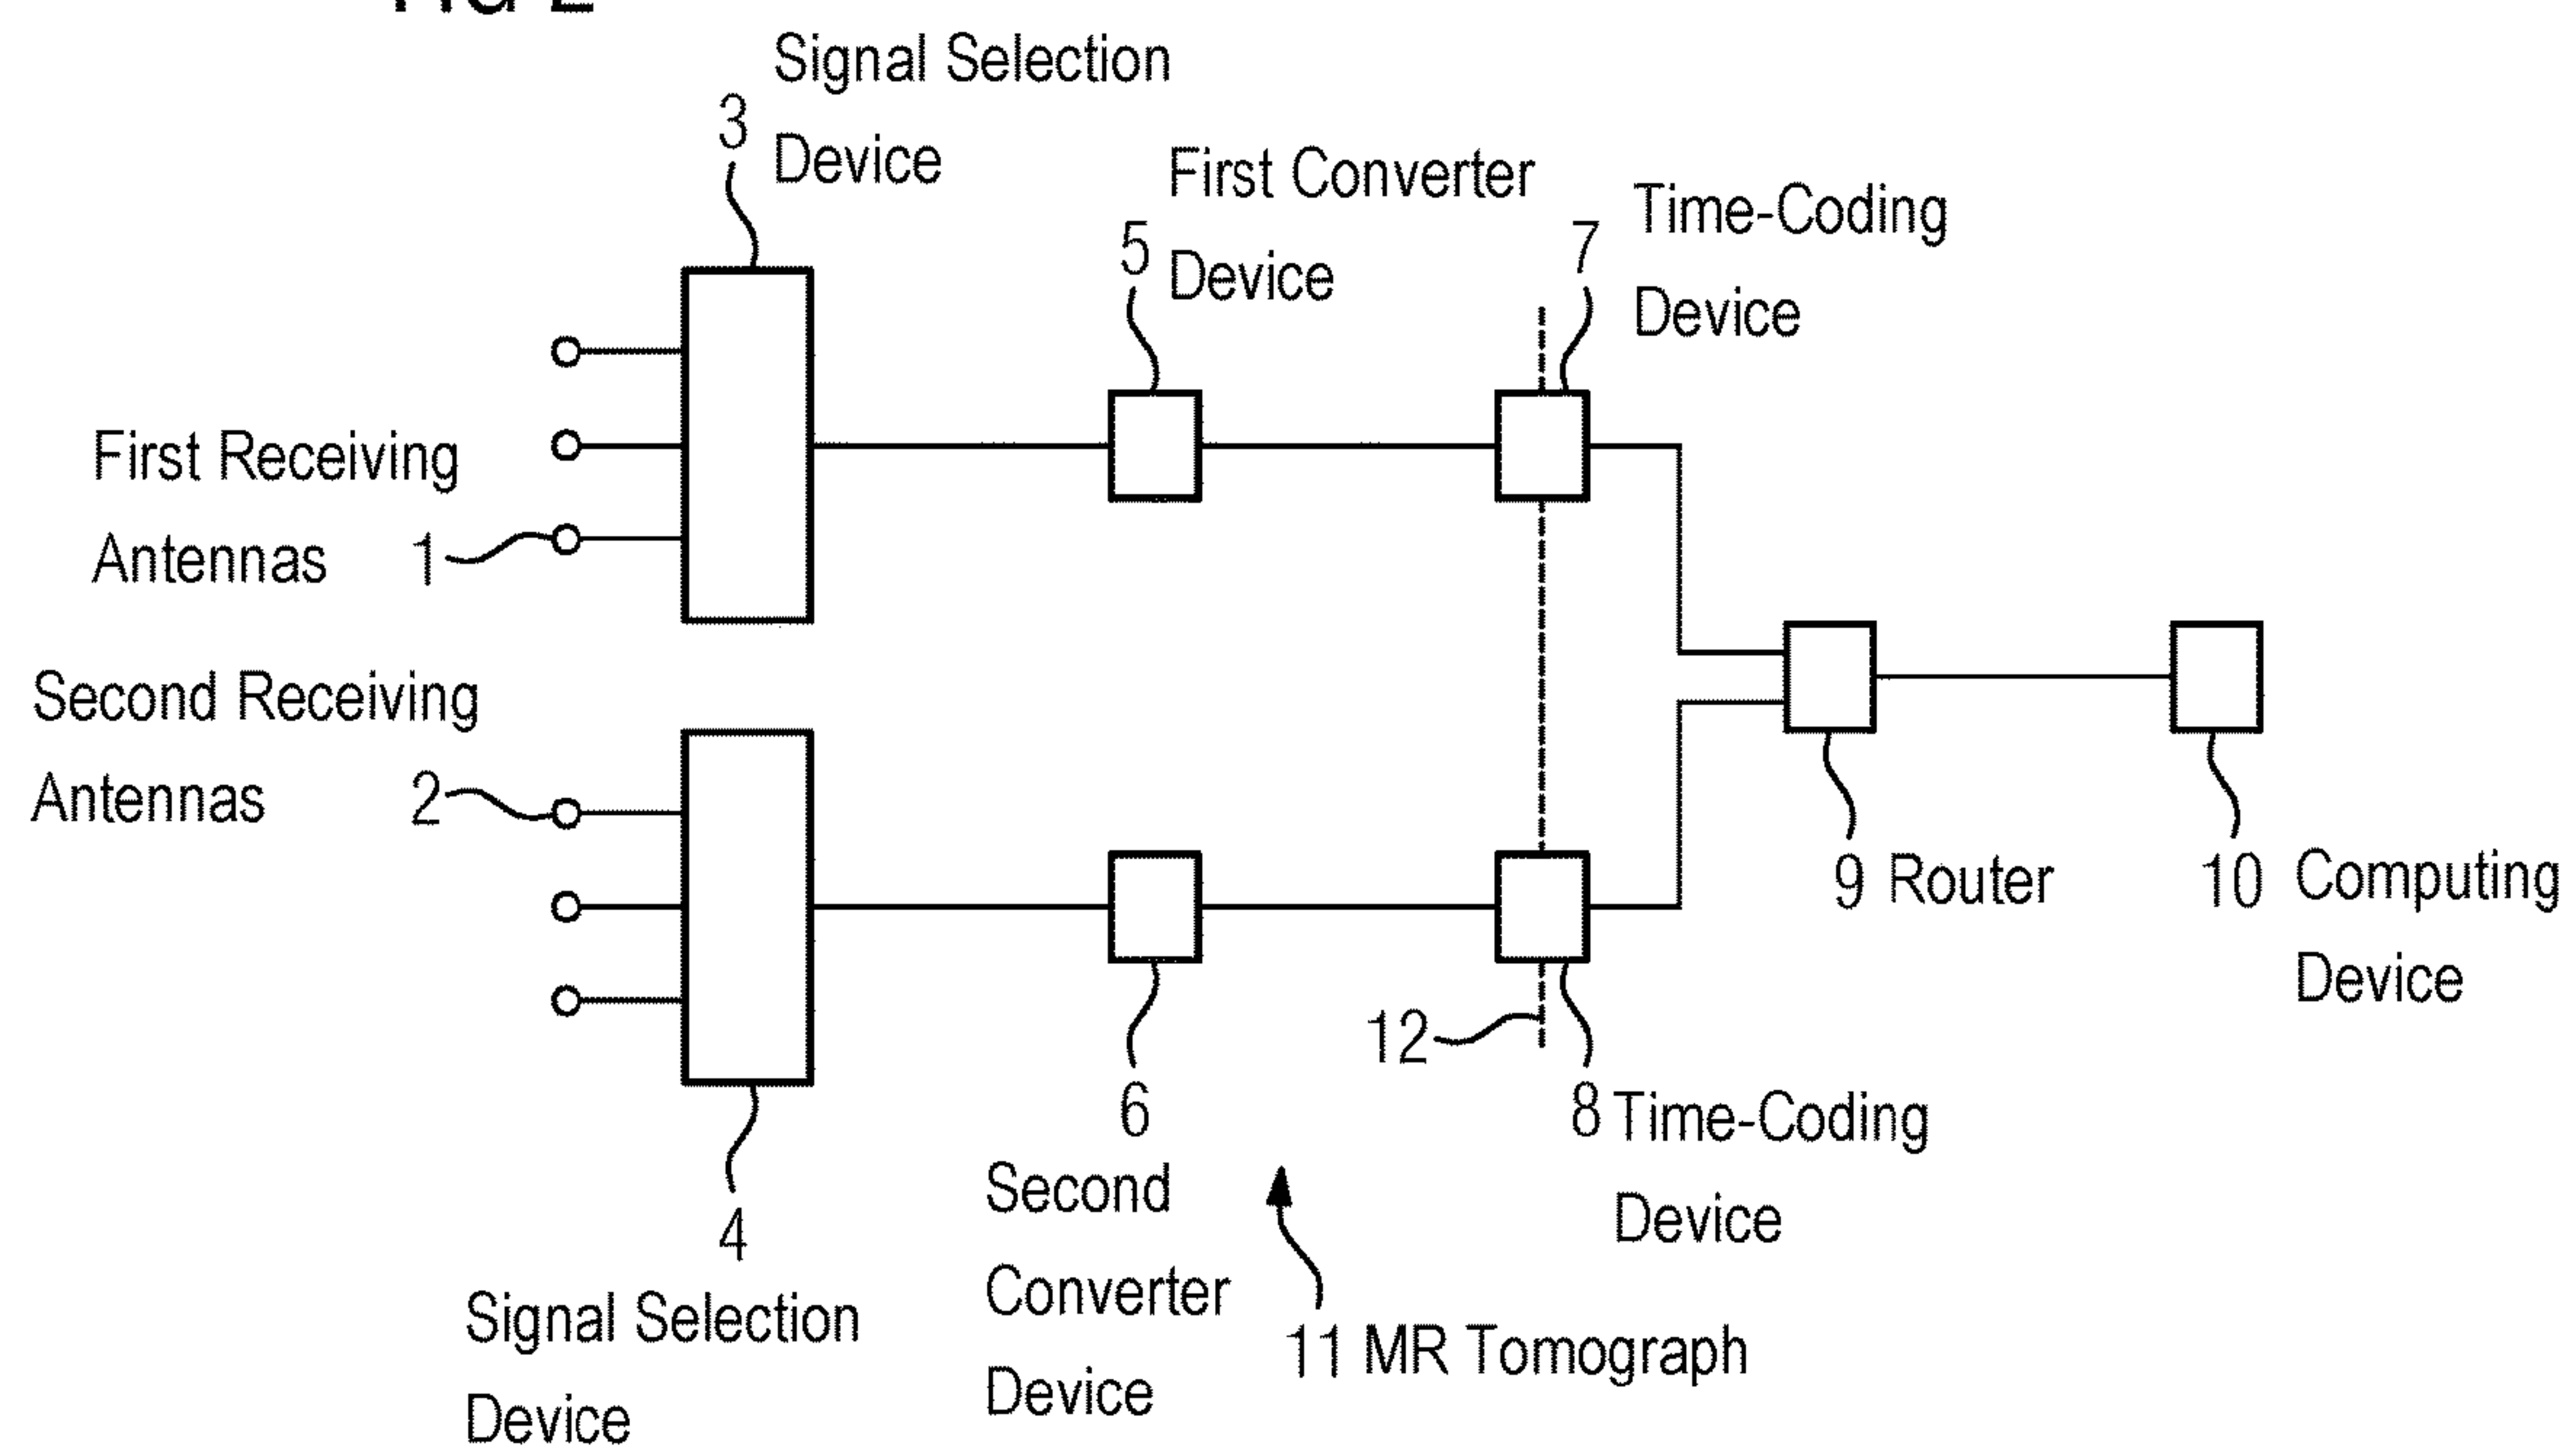 FIG 2
Signal Selection
3
Device
First Converter
5
Device
Time-Coding
7
Device
First Receiving
Antennas 1
Second Receiving
Antennas 2
9 Router
10 Computing
Device
12
6
Second
Converter
Device
8 Time-Coding
Device
4
Signal Selection
Device
11 MR Tomograph